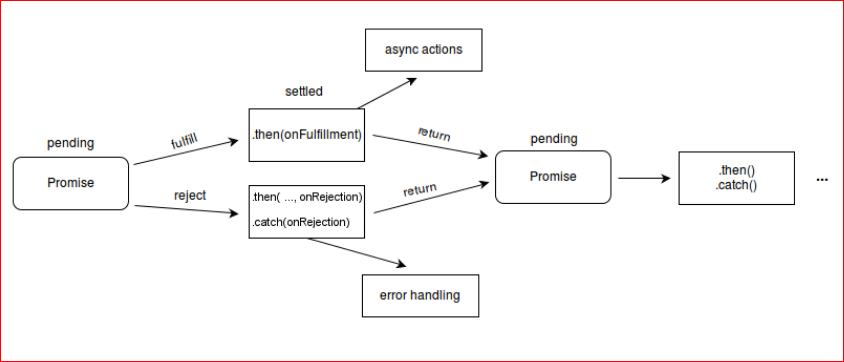 async actions
settled
pending
fulfill
.then(onFulfillment)
return
pending
Promise
reject
.then( ..., onRejection)
.catch(onRejection)
return
Promise
.then()
.catch()
...
error handling